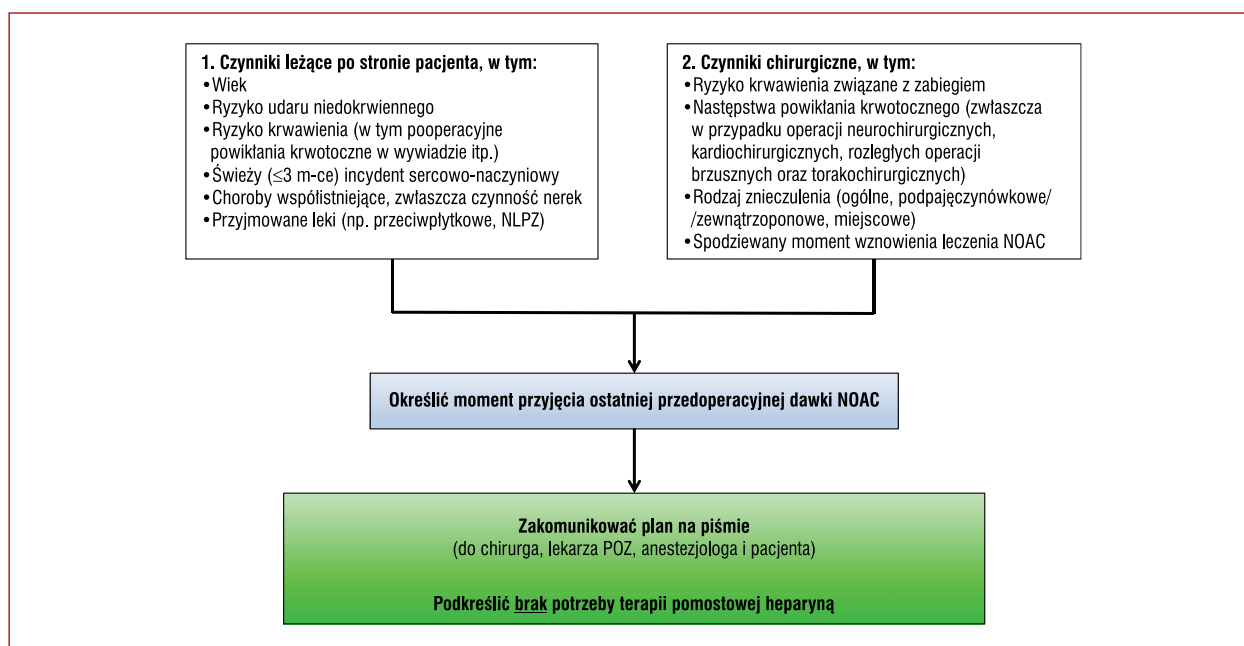 1. Czynniki leżące po stronie pacjenta, w tym:
•Wiek
•Ryzyko udaru niedokrwiennego
•Ryzyko krwawienia (w tym pooperacyjne
powikłania krwotoczne w wywiadzie itp.)
•Świeży (≤3 m-ce) incydent sercowo-naczyniowy
•Choroby współistniejące, zwłaszcza czynność nerek
•Przyjmowane leki (np. przeciwpłytkowe, NLPZ)
2. Czynniki chirurgiczne, w tym:
•Ryzyko krwawienia związane z zabiegiem
•Następstwa powikłania krwotocznego (zwłaszcza
w przypadku operacji neurochirurgicznych,
kardiochirurgicznych, rozległych operacji
brzusznych oraz torakochirurgicznych)
•Rodzaj znieczulenia (ogólne, podpajęczynówkowe/
/zewnątrzoponowe, miejscowe)
•Spodziewany moment wznowienia leczenia NOAC
Określić moment przyjęcia ostatniej przedoperacyjnej dawki NOAC
Zakomunikować plan na piśmie
(do chirurga, lekarza POZ, anestezjologa i pacjenta)
Podkreślić brak potrzeby terapii pomostowej heparyną